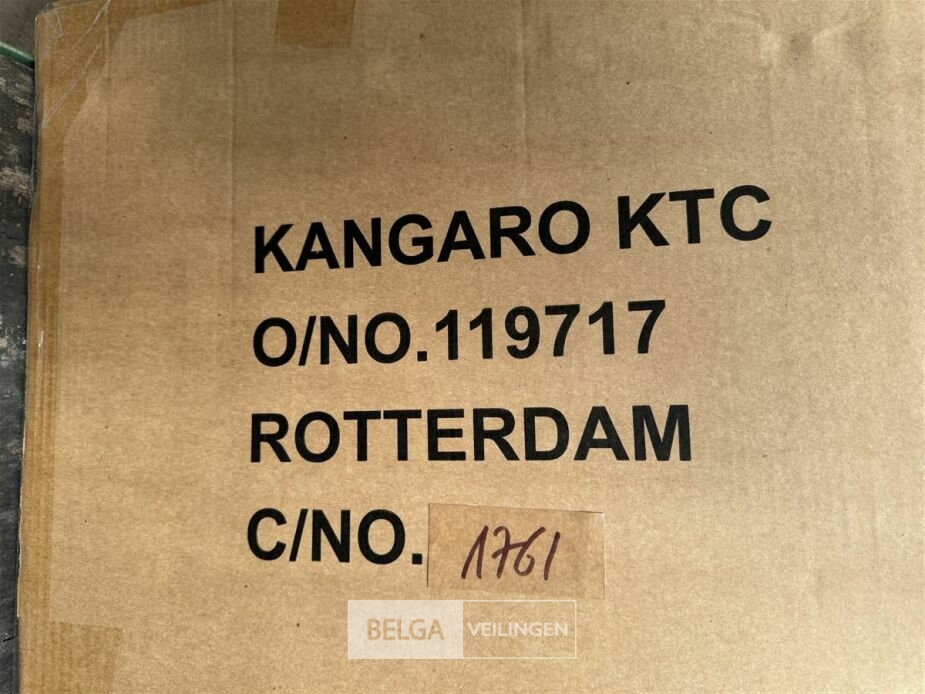 KANGARO KTC
O/NO.119717
ROTTERDAM
C/NO. 1761
BELGA VEILINGEN